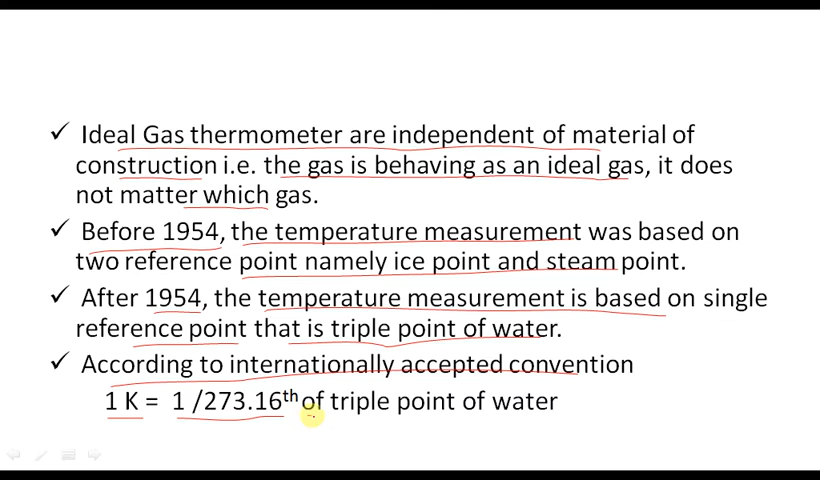 ✓ Ideal Gas thermometer are independent of material of
construction i.e. the gas is behaving as an ideal gas, it does
not matter which gas.
✓ Before 1954, the temperature measurement was based on
two reference point namely ice point and steam point.
✓ After 1954, the temperature measurement is based on single
reference point that is triple point of water.
✓ According to internationally accepted convention
1 K = 1 /273.16th of triple point of water